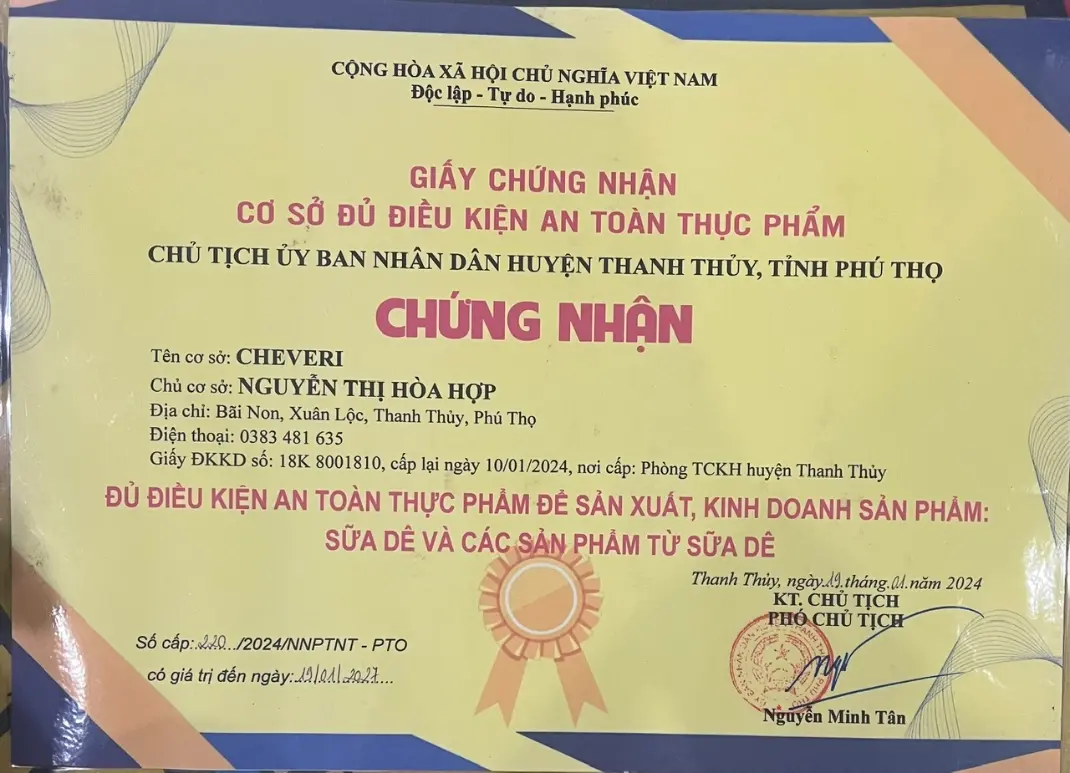 CỘNG HÒA XÃ HỘI CHỦ NGHĨA VIỆT NAM
Độc lập - Tự do - Hạnh phúc
GIẤY CHỨNG NHẬN
CƠ SỞ ĐỦ ĐIỀU KIỆN AN TOÀN THỰC PHẨM
CHỦ TỊCH ỦY BAN NHÂN DÂN HUYỆN THANH THỦY, TỈNH PHÚ THỌ
CHỨNG NHẬN
Tên cơ sở: CHEVERI
Chủ cơ sở: NGUYỄN THỊ HÒA HỢP
Địa chỉ: Bãi Non, Xuân Lộc, Thanh Thủy, Phú Thọ
Điện thoại: 0383 481 635
Giấy ĐKKD số: 18K 8001810, cấp lại ngày 10/01/2024, nơi cấp: Phòng TCKH huyện Thanh Thủy
ĐỦ ĐIỀU KIỆN AN TOÀN THỰC PHẨM ĐỂ SẢN XUẤT, KINH DOANH SẢN PHẨM:
SỮA DÊ VÀ CÁC SẢN PHẨM TỪ SỮA DÊ
Thanh Thủy, ngày 19 tháng 01 năm 2024
KT. CHỦ TỊCH
PHÓ CHỦ TỊCH
Số cấp: 220 /2024/NNPTNT - PTO
có giá trị đến ngày: 19/01/2027
Nguyễn Minh Tân